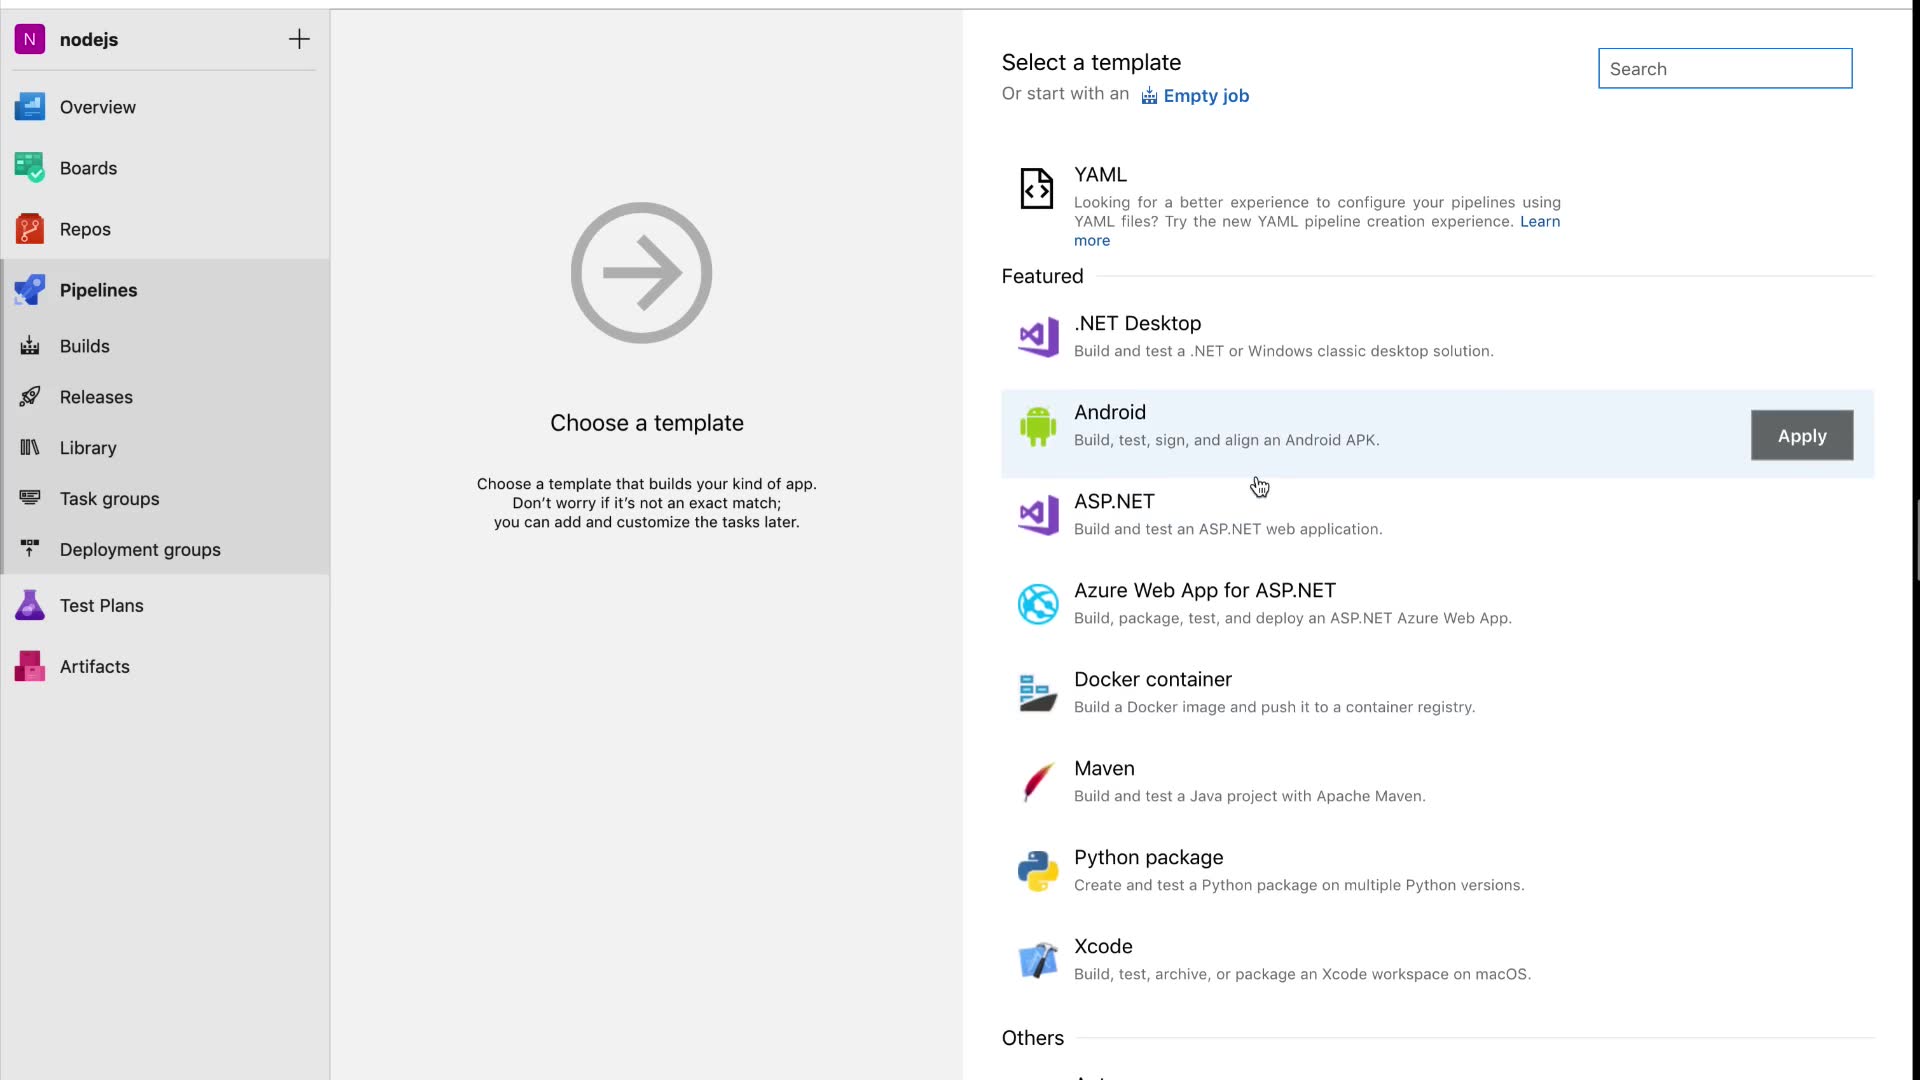 N nodejs
Overview
Boards
Repos
Pipelines
Builds
Releases
Library
Task groups
Deployment groups
Test Plans
Artifacts
Choose a template
Choose a template that builds your kind of app.
Don't worry if it's not an exact match;
you can add and customize the tasks later.
Select a template
Or start with an Empty job
Search
YAML
Looking for a better experience to configure your pipelines using
YAML files? Try the new YAML pipeline creation experience. Learn
more
Featured
.NET Desktop
Build and test a .NET or Windows classic desktop solution.
Android
Build, test, sign, and align an Android APK.
Apply
ASP.NET
Build and test an ASP.NET web application.
Azure Web App for ASP.NET
Build, package, test, and deploy an ASP.NET Azure Web App.
Docker container
Build a Docker image and push it to a container registry.
Maven
Build and test a Java project with Apache Maven.
Python package
Create and test a Python package on multiple Python versions.
Xcode
Build, test, archive, or package an Xcode workspace on macOS.
Others